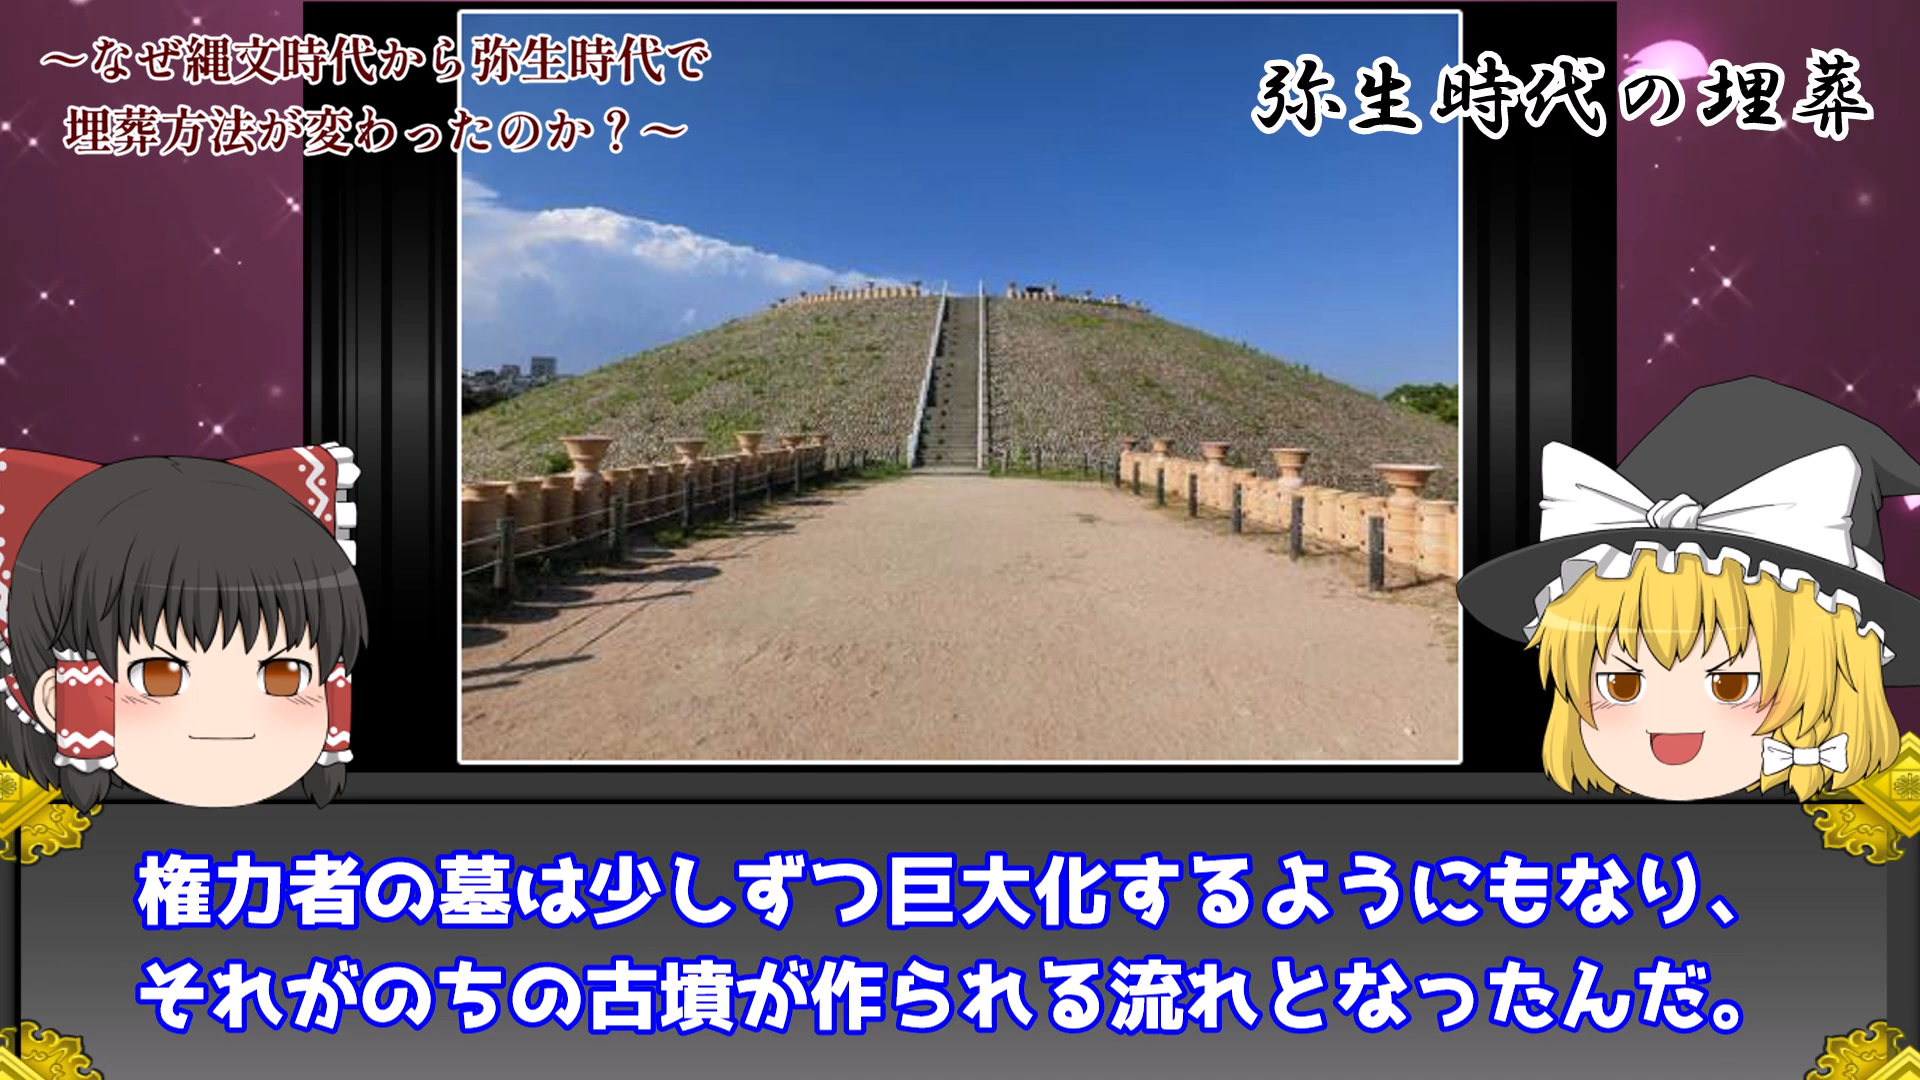 ～なぜ縄文時代から弥生時代で
埋葬方法が変わったのか？～
弥生時代の埋葬
権力者の墓は少しずつ巨大化するようにもなり、
それがのちの古墳が作られる流れとなったんだ。